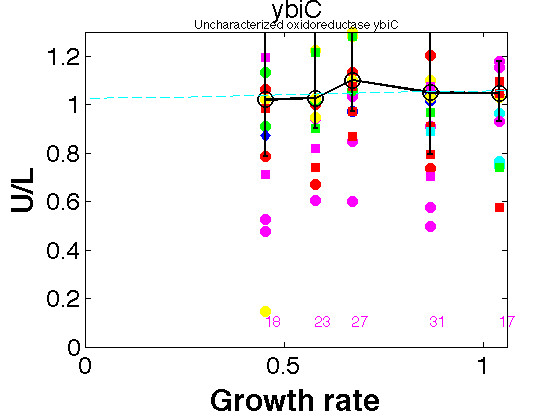 ybiC
Uncharacterized oxidoreductase ybiC
1.2
1
0.8
0.6
0.4
0.2
0
U/L
18 23 27 31 17
0 0.5 1
Growth rate